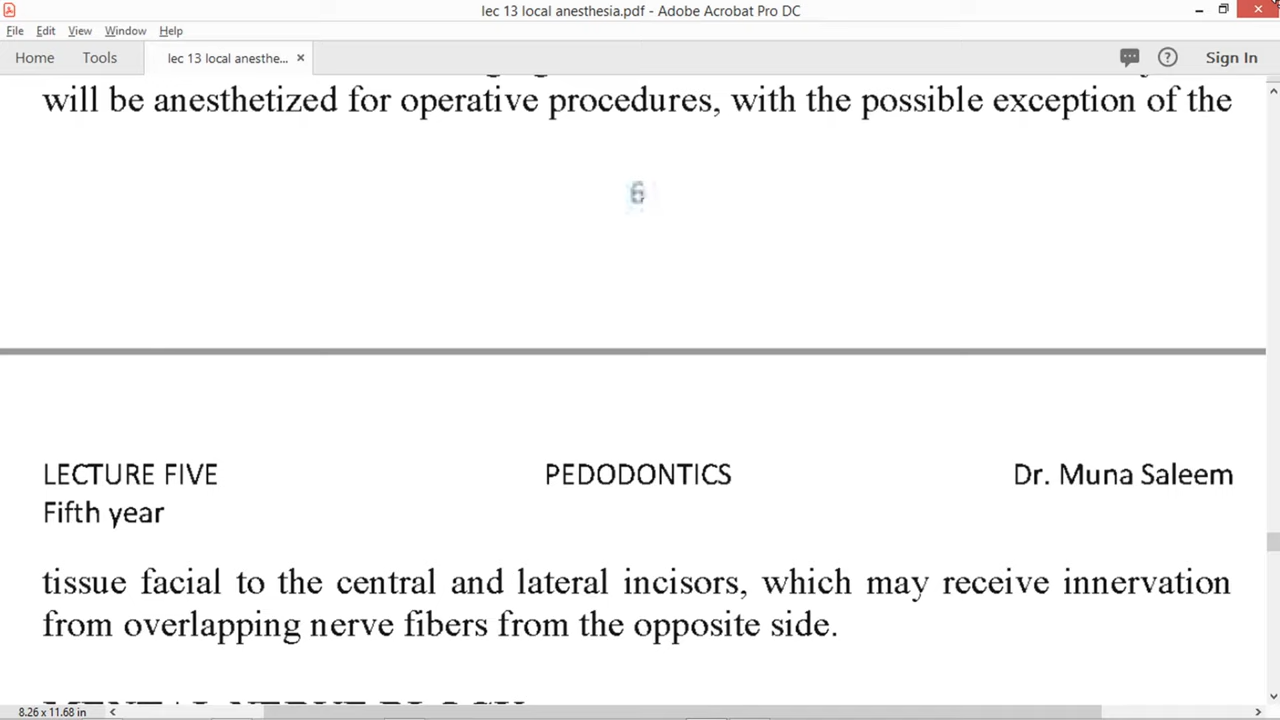 lec 13 local anesthesia.pdf - Adobe Acrobat Pro DC
File Edit View Window Help
Home Tools lec 13 local anesthe... × Sign In
will be anesthetized for operative procedures, with the possible exception of the
6
LECTURE FIVE PEDODONTICS Dr. Muna Saleem
Fifth year
tissue facial to the central and lateral incisors, which may receive innervation
from overlapping nerve fibers from the opposite side.
MENTAL NERVE BLOCK
8.26 x 11.68 in